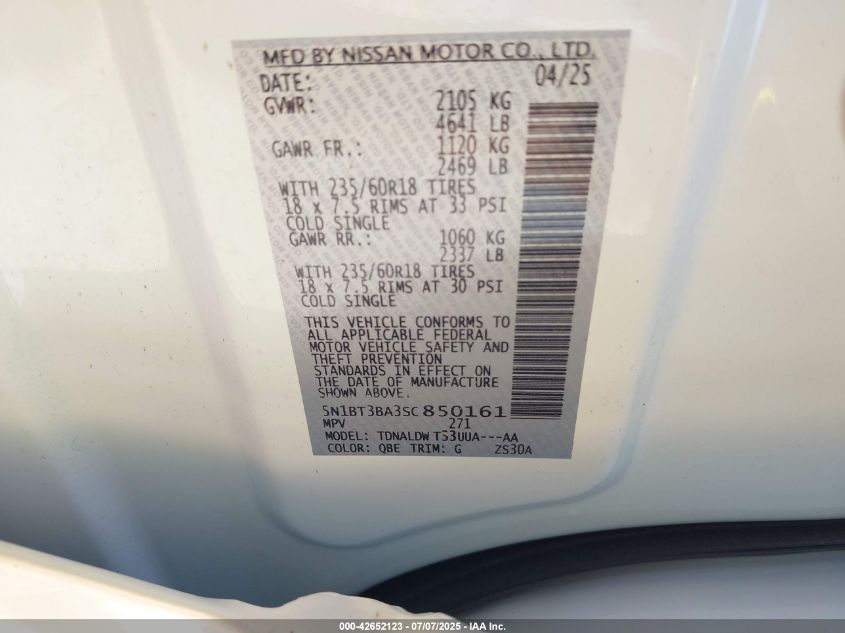 MFD BY NISSAN MOTOR CO., LTD.
DATE: 04/25
GVWR: 2105 KG
4641 LB
GAWR FR.: 1120 KG
2469 LB
WITH 235/60R18 TIRES
18 x 7.5 RIMS AT 33 PSI
COLD SINGLE
GAWR RR.: 1060 KG
2337 LB
WITH 235/60R18 TIRES
18 x 7.5 RIMS AT 30 PSI
COLD SINGLE
THIS VEHICLE CONFORMS TO
ALL APPLICABLE FEDERAL
MOTOR VEHICLE SAFETY AND
THEFT PREVENTION
STANDARDS IN EFFECT ON
THE DATE OF MANUFACTURE
SHOWN ABOVE.
5N1BT3BA3SC850161
MPV 271
MODEL: TDNALDW TS3UUA---AA
COLOR: QBE TRIM: G ZS30A
000-42652123 - 07/07/2025 - IAA Inc.